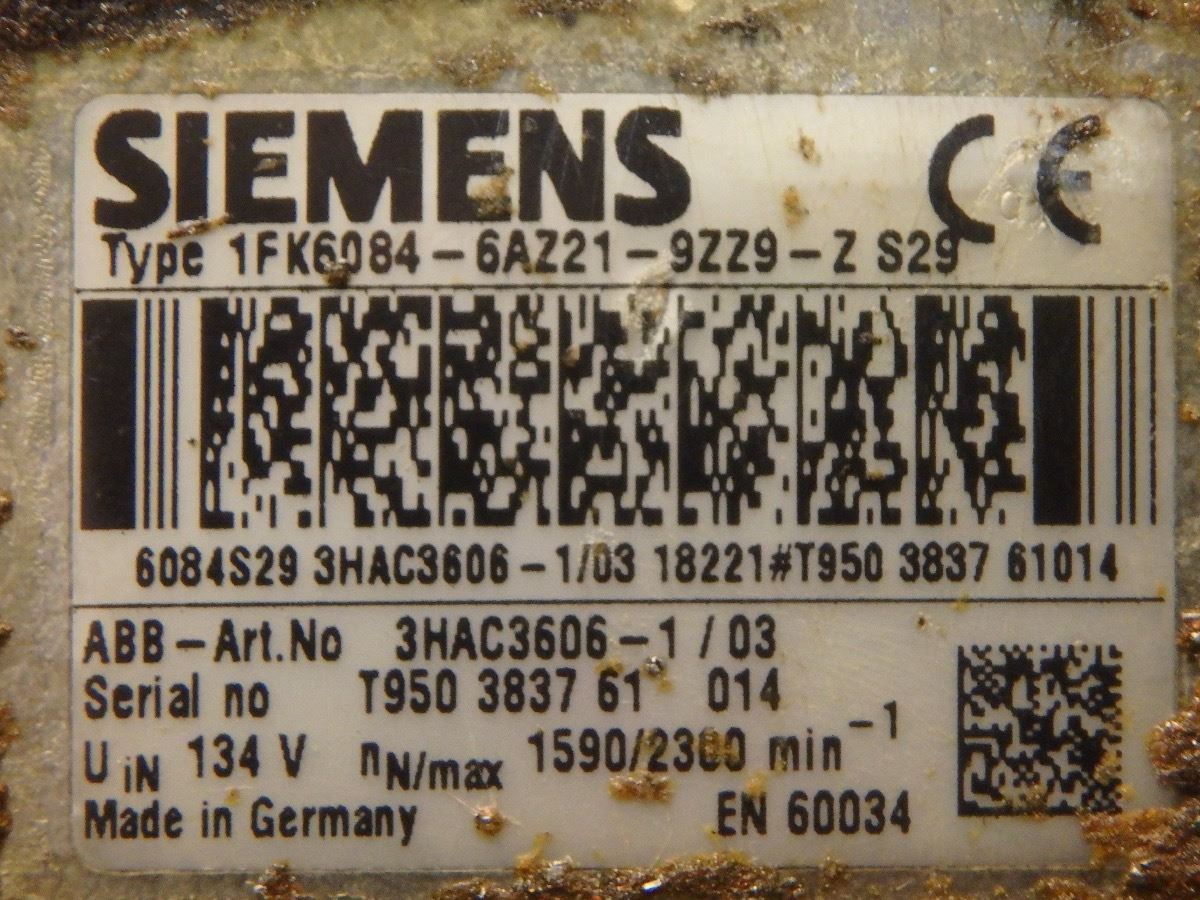 SIEMENS CE
Type 1FK6084-6AZ21-9ZZ9-Z S29
6084S29 3HAC3606-1/03 18221#T950 3837 61014
ABB-Art.No 3HAC3606-1/03
Serial no T950 3837 61 014
U iN 134 V nN/max 1590/2300 min -1
Made in Germany EN 60034